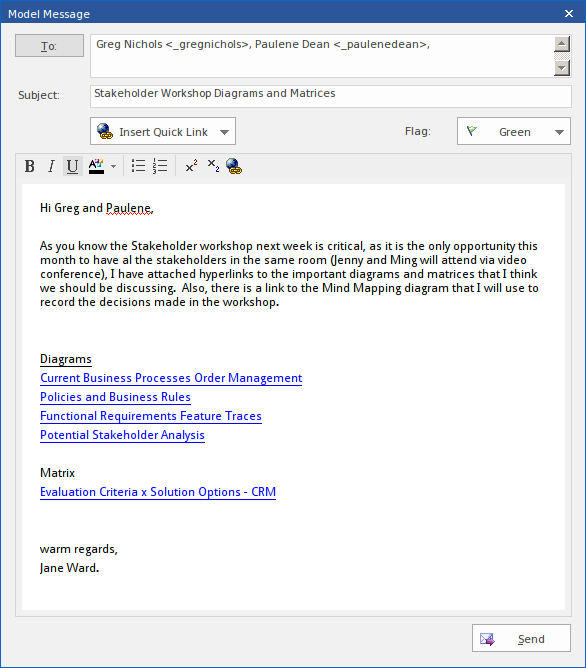 Model Message
To: Greg Nichols <_gregnichols>, Paulene Dean <_paulenedean>,
Subject: Stakeholder Workshop Diagrams and Matrices
Insert Quick Link Flag: Green
B I U A x² x₂
Hi Greg and Paulene,
As you know the Stakeholder workshop next week is critical, as it is the only opportunity this
month to have al the stakeholders in the same room (Jenny and Ming will attend via video
conference), I have attached hyperlinks to the important diagrams and matrices that I think
we should be discussing.  Also, there is a link to the Mind Mapping diagram that I will use to
record the decisions made in the workshop.
Diagrams
Current Business Processes Order Management
Policies and Business Rules
Functional Requirements Feature Traces
Potential Stakeholder Analysis
Matrix
Evaluation Criteria x Solution Options - CRM
warm regards,
Jane Ward.
Send